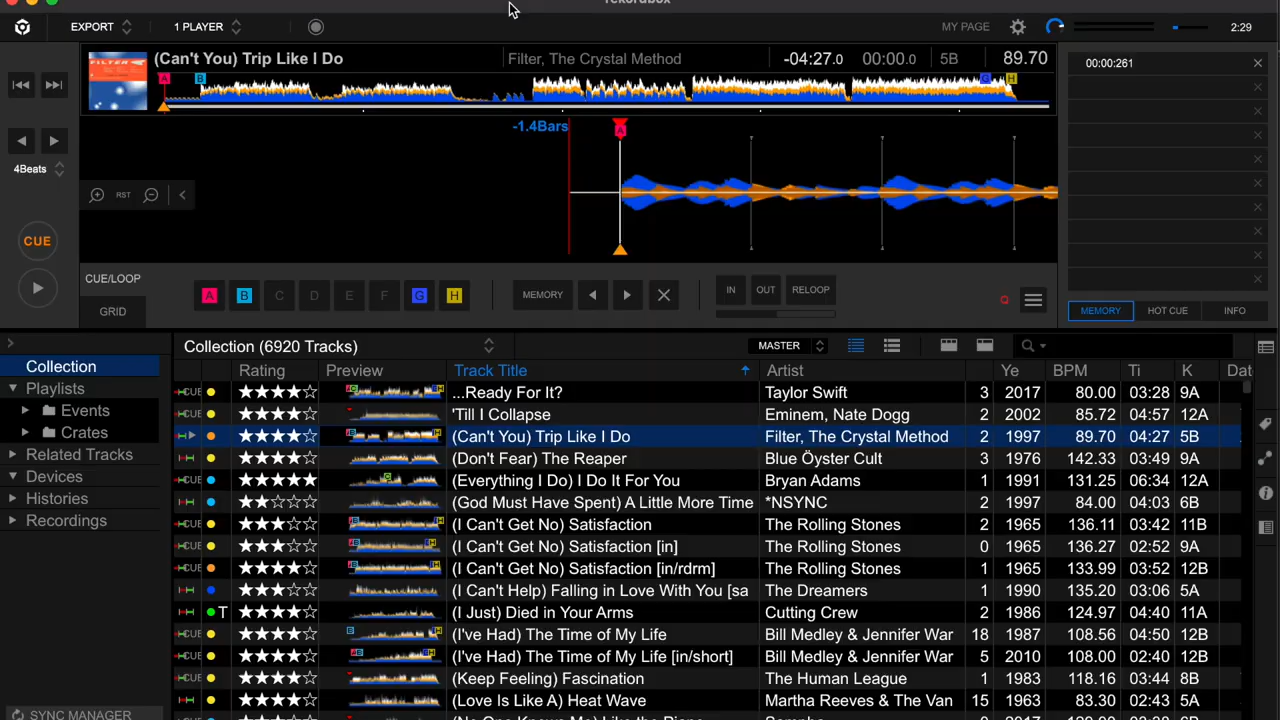 rekordbox
EXPORT
1 PLAYER
MY PAGE
2:29
(Can't You) Trip Like I Do
Filter, The Crystal Method
-04:27.0
00:00.0
5B
89.70
FILTER
A
B
G
H
-1.4Bars
A
4Beats
RST
CUE
CUE/LOOP
GRID
A B C D E F G H
MEMORY
IN OUT RELOOP
Q
00:00:261
MEMORY HOT CUE INFO
Collection (6920 Tracks)
MASTER
Collection
Playlists
Events
Crates
Related Tracks
Devices
Histories
Recordings
SYNC MANAGER
Rating Preview Track Title Artist Ye BPM Ti K Dat
...Ready For It? Taylor Swift 3 2017 80.00 03:28 9A
'Till I Collapse Eminem, Nate Dogg 2 2002 85.72 04:57 12A
(Can't You) Trip Like I Do Filter, The Crystal Method 2 1997 89.70 04:27 5B
(Don't Fear) The Reaper Blue Öyster Cult 3 1976 142.33 03:49 9A
(Everything I Do) I Do It For You Bryan Adams 1 1991 131.25 06:34 12A
(God Must Have Spent) A Little More Time *NSYNC 2 1997 84.00 04:03 6B
(I Can't Get No) Satisfaction The Rolling Stones 2 1965 136.11 03:42 11B
(I Can't Get No) Satisfaction [in] The Rolling Stones 0 1965 136.27 02:52 9A
(I Can't Get No) Satisfaction [in/rdrm] The Rolling Stones 1 1965 133.99 03:52 12B
(I Can't Help) Falling in Love With You [sa The Dreamers 1 1990 135.20 03:06 5A
T (I Just) Died in Your Arms Cutting Crew 2 1986 124.97 04:40 11A
(I've Had) The Time of My Life Bill Medley & Jennifer War 18 1987 108.56 04:50 12B
(I've Had) The Time of My Life [in/short] Bill Medley & Jennifer War 5 2010 108.00 02:40 12B
(Keep Feeling) Fascination The Human League 1 1983 118.16 03:44 8B
(Love Is Like A) Heat Wave Martha Reeves & The Van 15 1963 83.30 02:43 5A